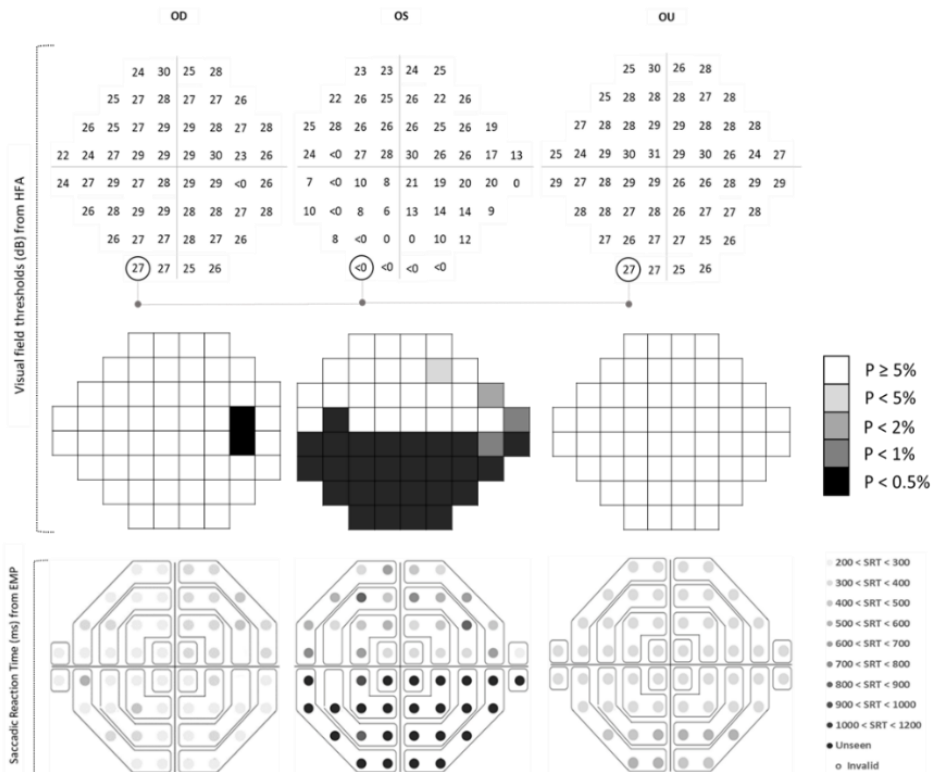 OD OS OU
24 30 25 28 23 23 24 25 25 30 26 28
25 27 28 27 27 26 22 26 25 26 22 26 25 28 28 28 27 28
26 25 27 29 29 28 27 28 25 28 26 26 26 25 26 19 27 28 28 29 29 28 28 28
22 24 27 29 29 29 30 23 26 24 <0 27 28 30 26 26 17 13 25 24 29 30 31 29 30 26 24 27
24 27 29 27 28 29 29 <0 26 7 <0 10 8 21 19 20 20 0 29 27 28 29 29 26 26 28 29 29
26 28 29 29 28 28 27 28 10 <0 8 6 13 14 14 9 28 28 27 28 26 27 27 28
26 27 27 28 27 26 8 <0 0 0 10 12 27 26 27 27 25 26
27 27 25 26 <0 <0 <0 <0 27 27 25 26
Visual field thresholds (dB) from HFA
P ≥ 5%
P < 5%
P < 2%
P < 1%
P < 0.5%
Saccadic Reaction Time (ms) from EMP
200 < SRT < 300
300 < SRT < 400
400 < SRT < 500
500 < SRT < 600
600 < SRT < 700
700 < SRT < 800
800 < SRT < 900
900 < SRT < 1000
1000 < SRT < 1200
Unseen
Invalid